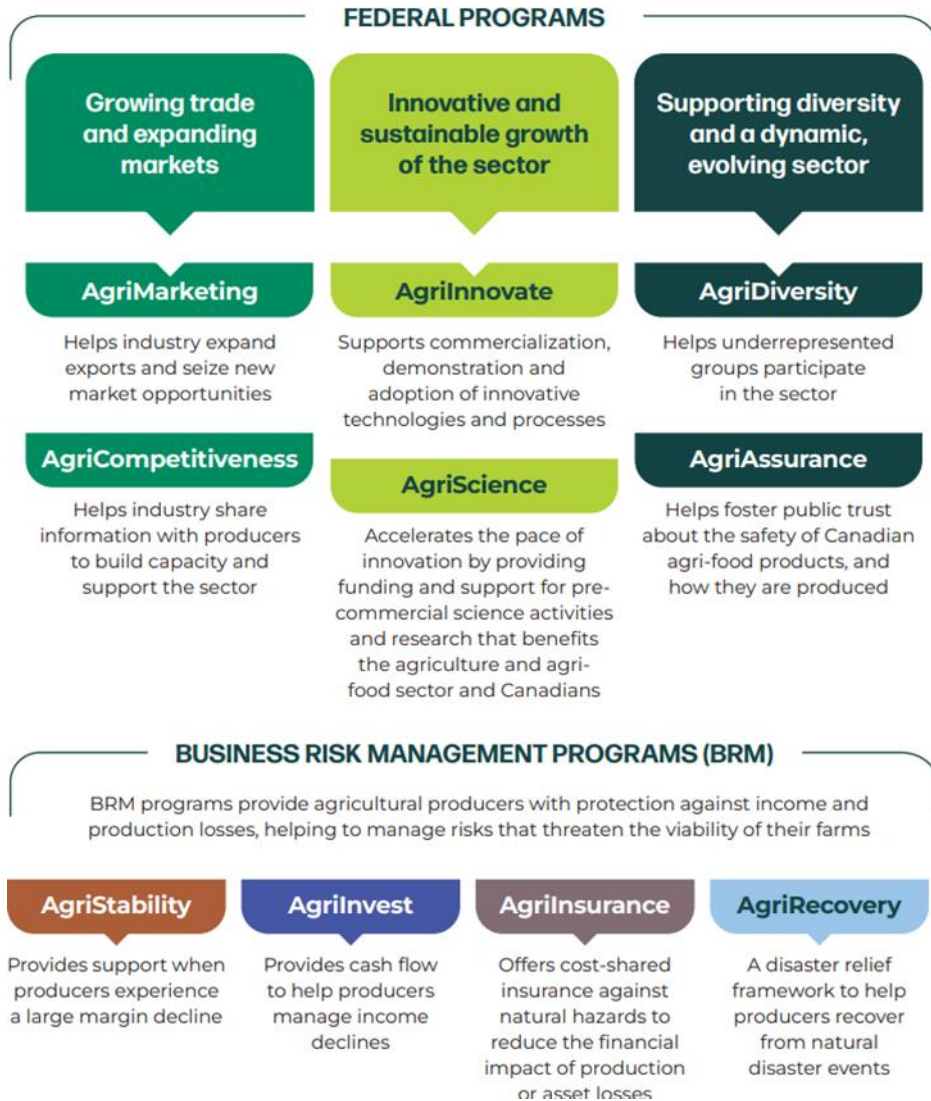 FEDERAL PROGRAMS
Growing trade
and expanding
markets
AgriMarketing
Helps industry expand
exports and seize new
market opportunities
AgriCompetitiveness
Helps industry share
information with producers
to build capacity and
support the sector
Innovative and
sustainable growth
of the sector
AgriInnovate
Supports commercialization,
demonstration and
adoption of innovative
technologies and processes
AgriScience
Accelerates the pace of
innovation by providing
funding and support for pre-
commercial science activities
and research that benefits
the agriculture and agri-
food sector and Canadians
Supporting diversity
and a dynamic,
evolving sector
AgriDiversity
Helps underrepresented
groups participate
in the sector
AgriAssurance
Helps foster public trust
about the safety of Canadian
agri-food products, and
how they are produced
BUSINESS RISK MANAGEMENT PROGRAMS (BRM)
BRM programs provide agricultural producers with protection against income and
production losses, helping to manage risks that threaten the viability of their farms
AgriStability
Provides support when
producers experience
a large margin decline
AgriInvest
Provides cash flow
to help producers
manage income
declines
AgriInsurance
Offers cost-shared
insurance against
natural hazards to
reduce the financial
impact of production
or asset losses
AgriRecovery
A disaster relief
framework to help
producers recover
from natural
disaster events